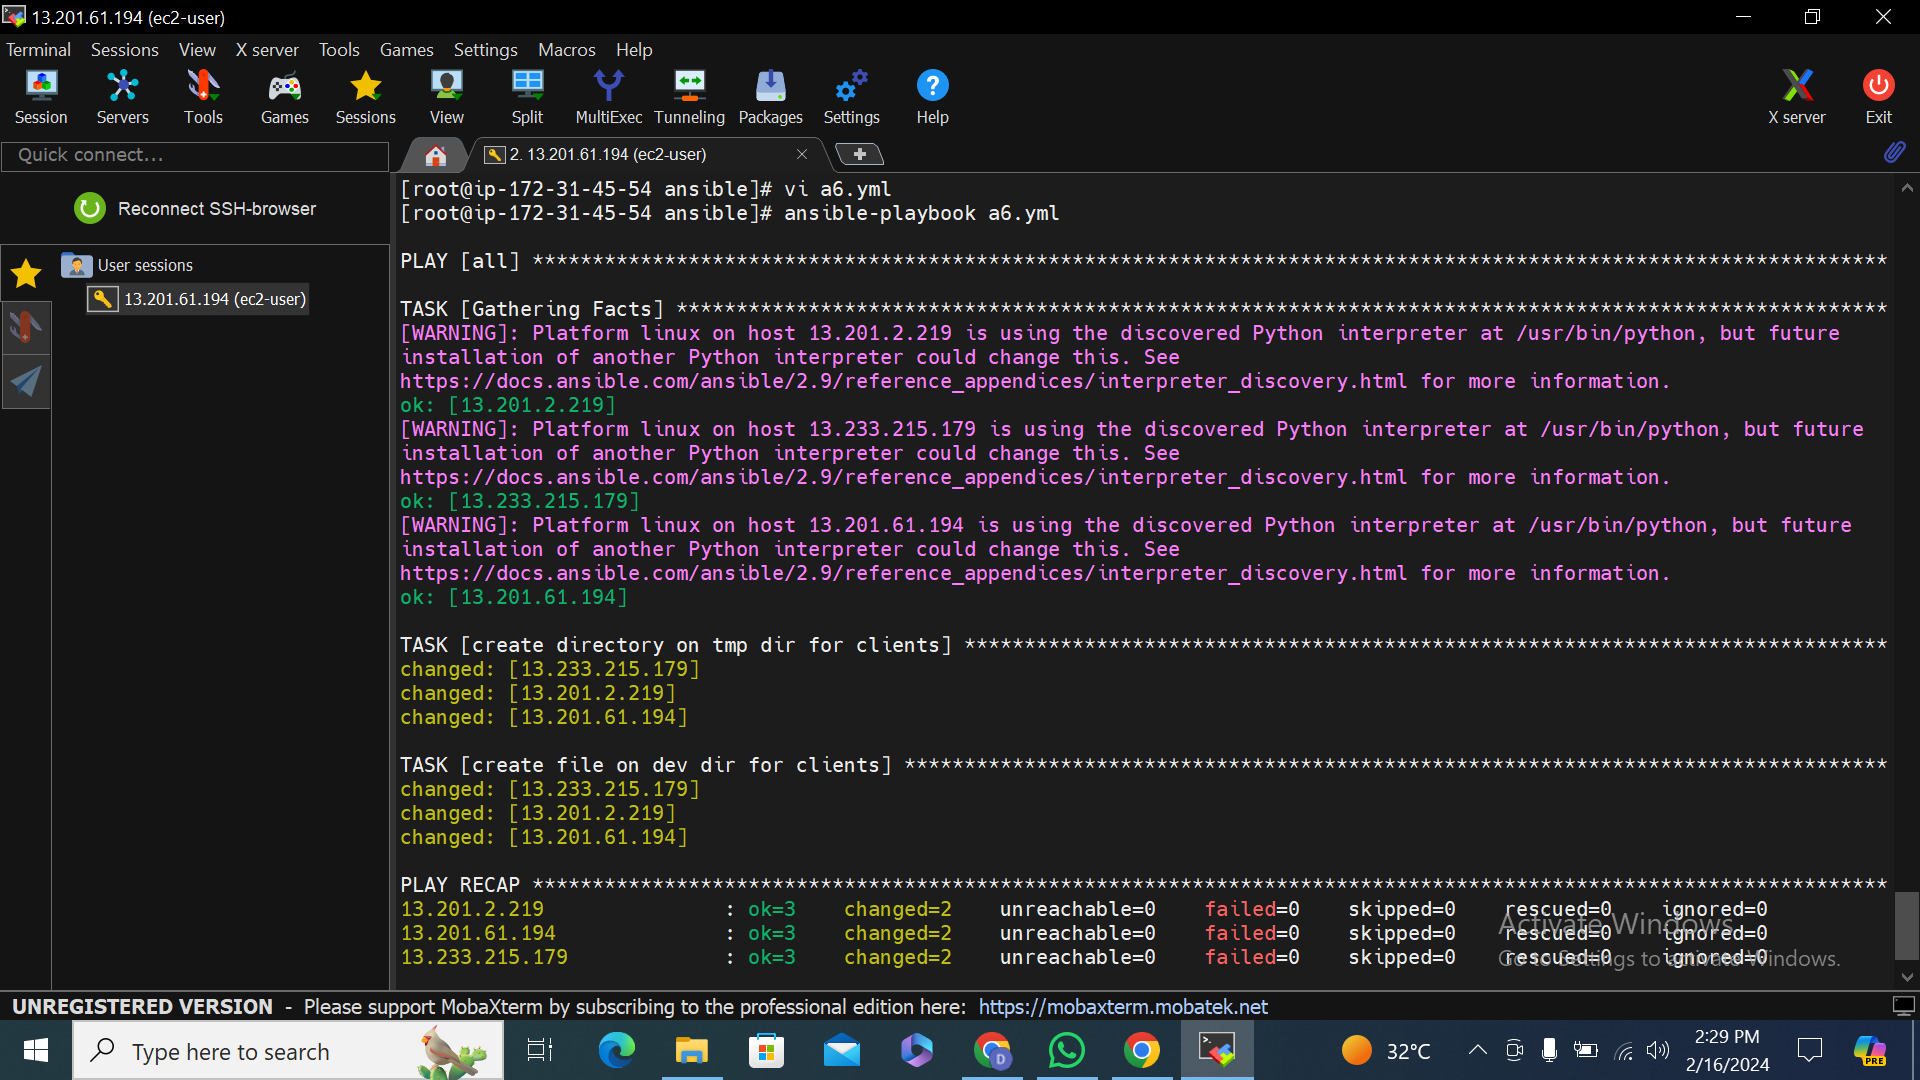 13.201.61.194 (ec2-user)
Terminal Sessions View X server Tools Games Settings Macros Help
Session Servers Tools Games Sessions View Split MultiExec Tunneling Packages Settings Help X server Exit
Quick connect...
2. 13.201.61.194 (ec2-user)
Reconnect SSH-browser
User sessions
13.201.61.194 (ec2-user)
[root@ip-172-31-45-54 ansible]# vi a6.yml
[root@ip-172-31-45-54 ansible]# ansible-playbook a6.yml
PLAY [all] *****************************************************************************************************************
TASK [Gathering Facts] *****************************************************************************************************
[WARNING]: Platform linux on host 13.201.2.219 is using the discovered Python interpreter at /usr/bin/python, but future
installation of another Python interpreter could change this. See
https://docs.ansible.com/ansible/2.9/reference_appendices/interpreter_discovery.html for more information.
ok: [13.201.2.219]
[WARNING]: Platform linux on host 13.233.215.179 is using the discovered Python interpreter at /usr/bin/python, but future
installation of another Python interpreter could change this. See
https://docs.ansible.com/ansible/2.9/reference_appendices/interpreter_discovery.html for more information.
ok: [13.233.215.179]
[WARNING]: Platform linux on host 13.201.61.194 is using the discovered Python interpreter at /usr/bin/python, but future
installation of another Python interpreter could change this. See
https://docs.ansible.com/ansible/2.9/reference_appendices/interpreter_discovery.html for more information.
ok: [13.201.61.194]
TASK [create directory on tmp dir for clients] *****************************************************************************
changed: [13.233.215.179]
changed: [13.201.2.219]
changed: [13.201.61.194]
TASK [create file on dev dir for clients] **********************************************************************************
changed: [13.233.215.179]
changed: [13.201.2.219]
changed: [13.201.61.194]
PLAY RECAP *****************************************************************************************************************
13.201.2.219 : ok=3 changed=2 unreachable=0 failed=0 skipped=0 rescued=0 ignored=0
13.201.61.194 : ok=3 changed=2 unreachable=0 failed=0 skipped=0 rescued=0 ignored=0
13.233.215.179 : ok=3 changed=2 unreachable=0 failed=0 skipped=0 rescued=0 ignored=0
Activate Windows
Go to Settings to activate Windows.
UNREGISTERED VERSION - Please support MobaXterm by subscribing to the professional edition here: https://mobaxterm.mobatek.net
Type here to search
D
32°C
2:29 PM
2/16/2024
PRE